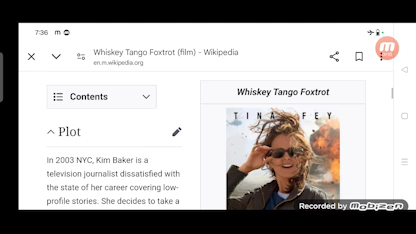 7:36 m
Whiskey Tango Foxtrot (film) - Wikipedia
en.m.wikipedia.org
Contents
Whiskey Tango Foxtrot
Plot
TINA FEY
In 2003 NYC, Kim Baker is a
television journalist dissatisfied with
the state of her career covering low-
profile stories. She decides to take a
Recorded by MOBIZEN